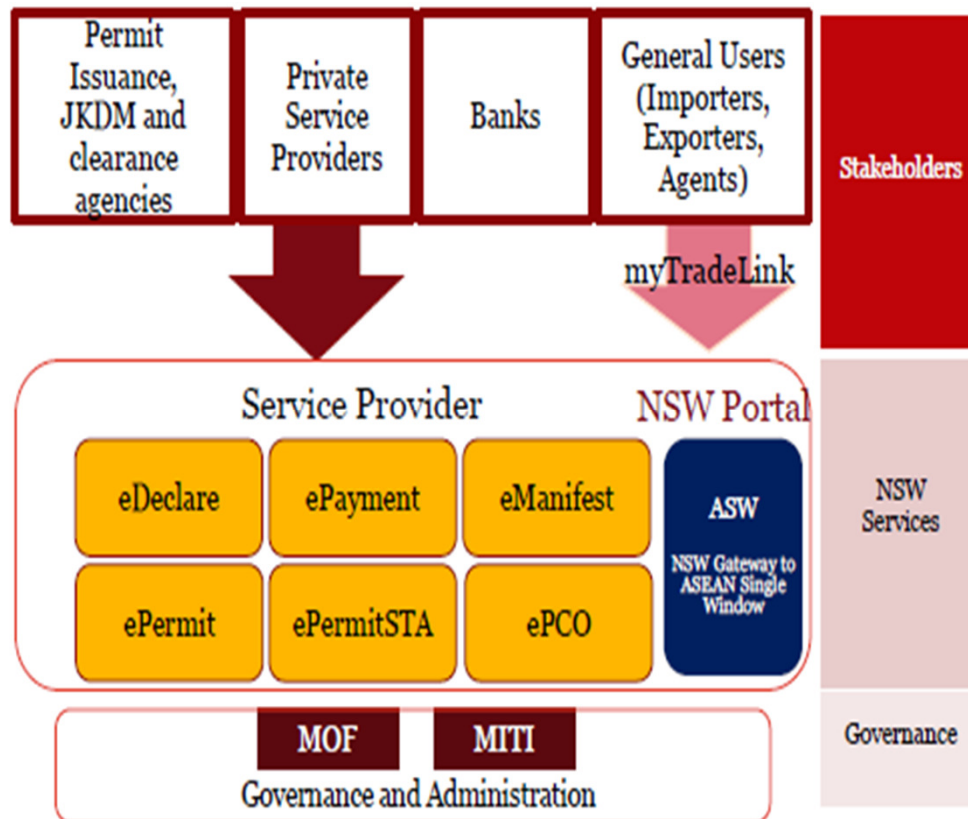 Permit
Issuance,
JKDM and
clearance
agencies
Private
Service
Providers
Banks
General Users
(Importers,
Exporters,
Agents)
Stakeholders
myTradeLink
Service Provider
NSW Portal
eDeclare
ePayment
eManifest
ePermit
ePermitSTA
ePCO
ASW
NSW Gateway to
ASEAN Single
Window
NSW
Services
MOF
MITI
Governance and Administration
Governance